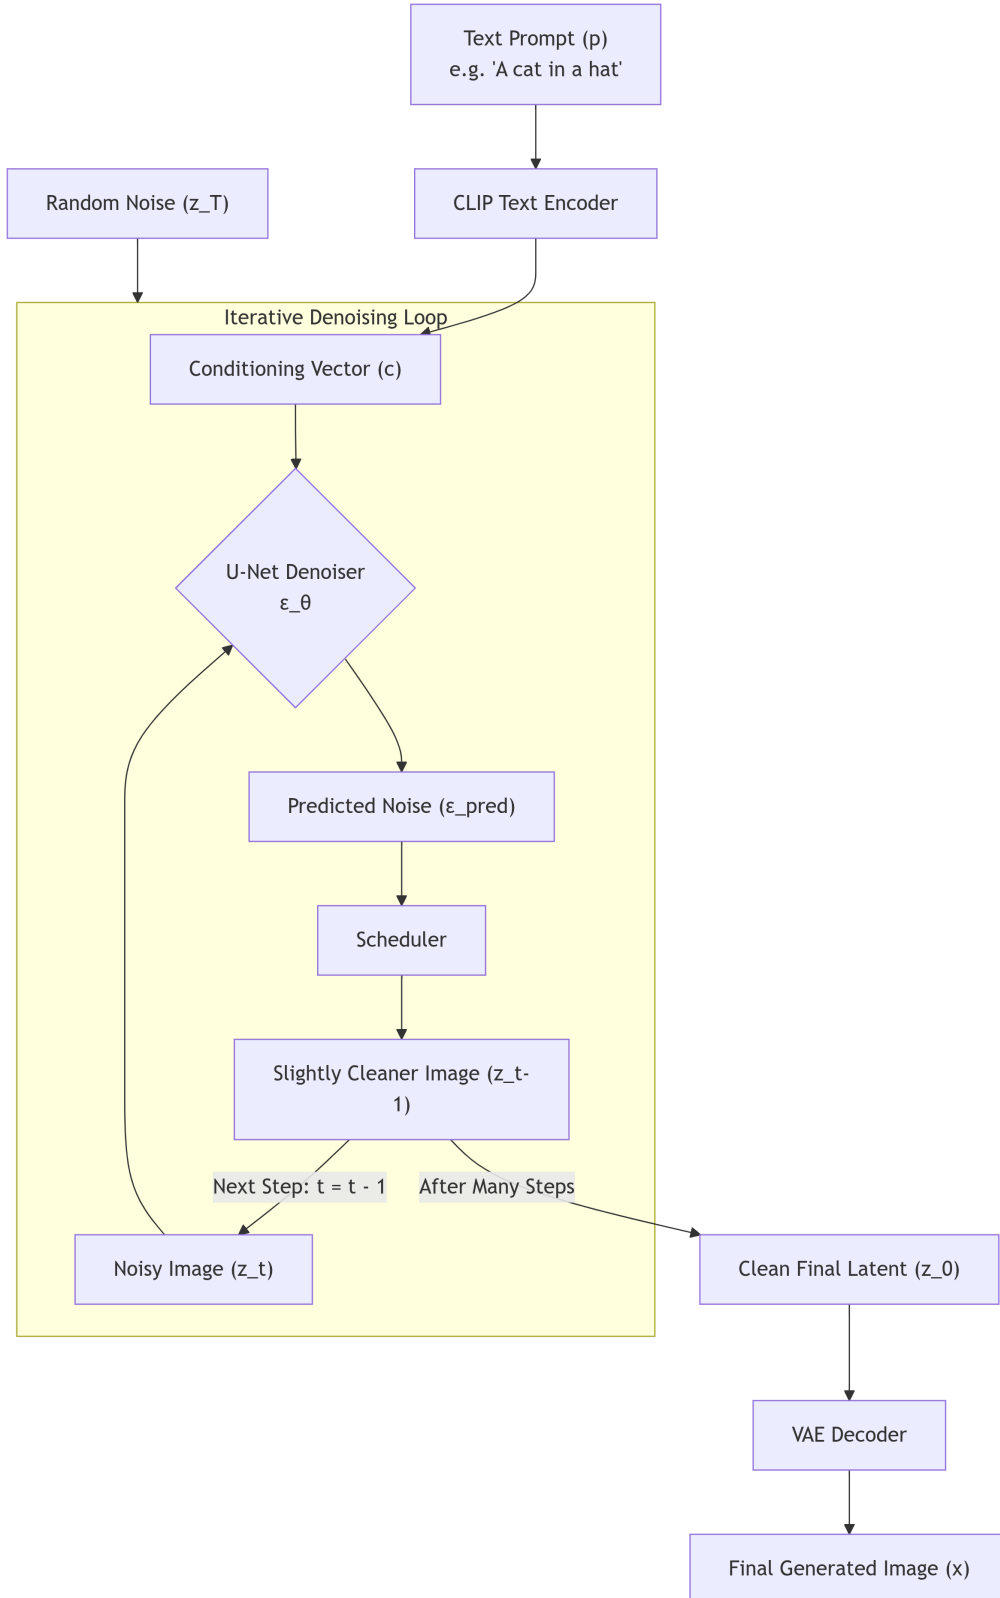 Text Prompt (p)
e.g. 'A cat in a hat'
Random Noise (z_T)
CLIP Text Encoder
Iterative Denoising Loop
Conditioning Vector (c)
U-Net Denoiser
ε_θ
Predicted Noise (ε_pred)
Scheduler
Slightly Cleaner Image (z_t-
1)
Next Step: t = t - 1
After Many Steps
Noisy Image (z_t)
Clean Final Latent (z_0)
VAE Decoder
Final Generated Image (x)